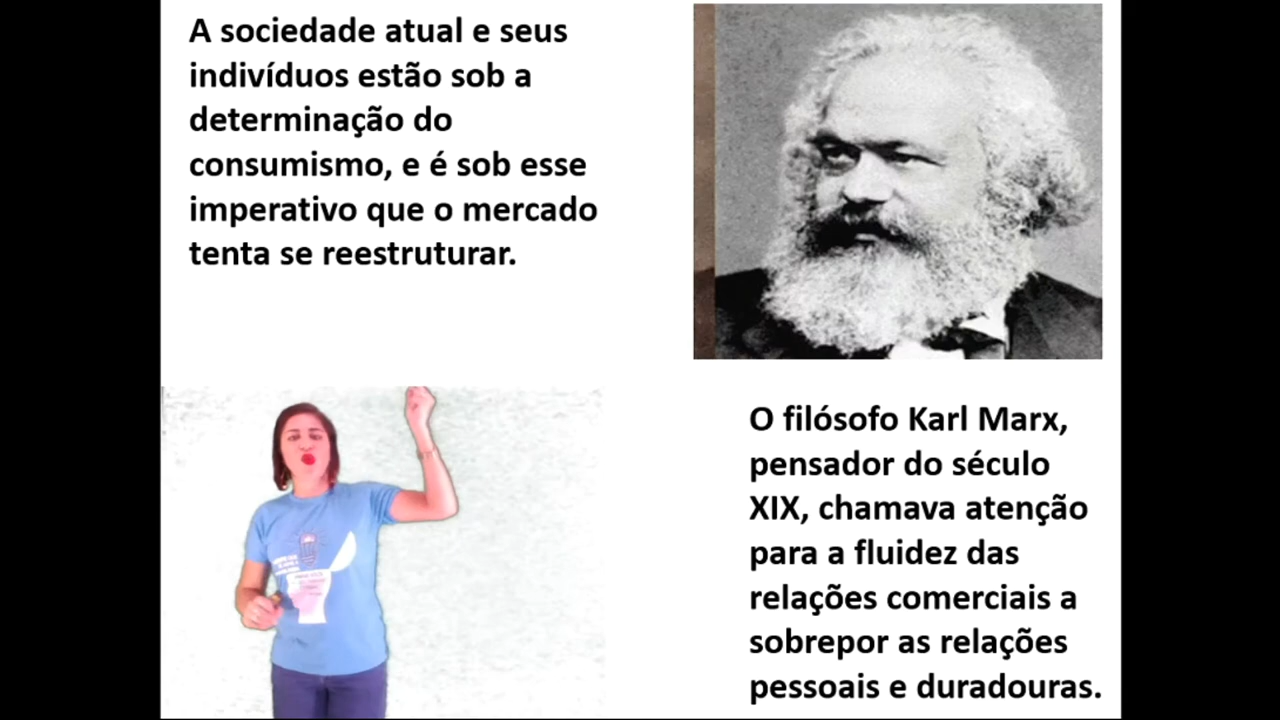 A sociedade atual e seus
indivíduos estão sob a
determinação do
consumismo, e é sob esse
imperativo que o mercado
tenta se reestruturar.
O filósofo Karl Marx,
pensador do século
XIX, chamava atenção
para a fluidez das
relações comerciais a
sobrepor as relações
pessoais e duradouras.